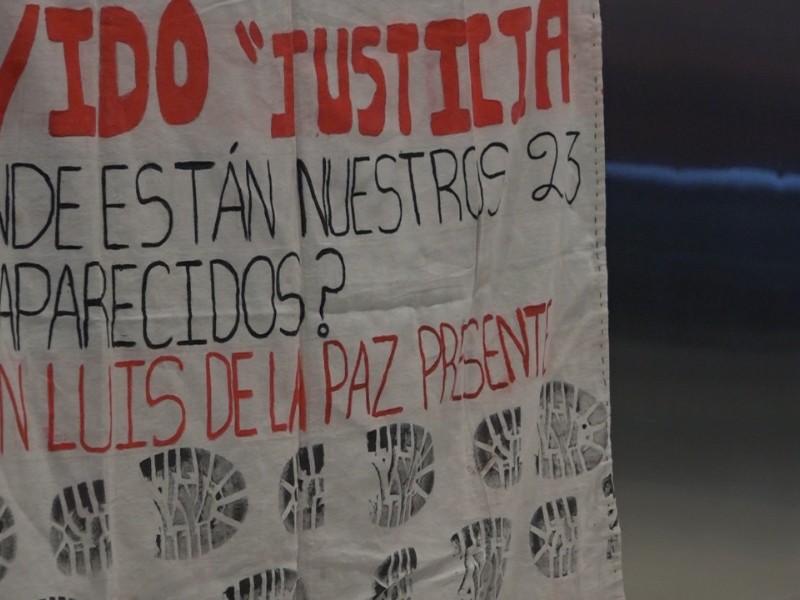 VIDO "JUSTICIA
NDE ESTÁN NUESTROS 23
APARECIDOS?
N LUIS DE LA PAZ PRESENTE